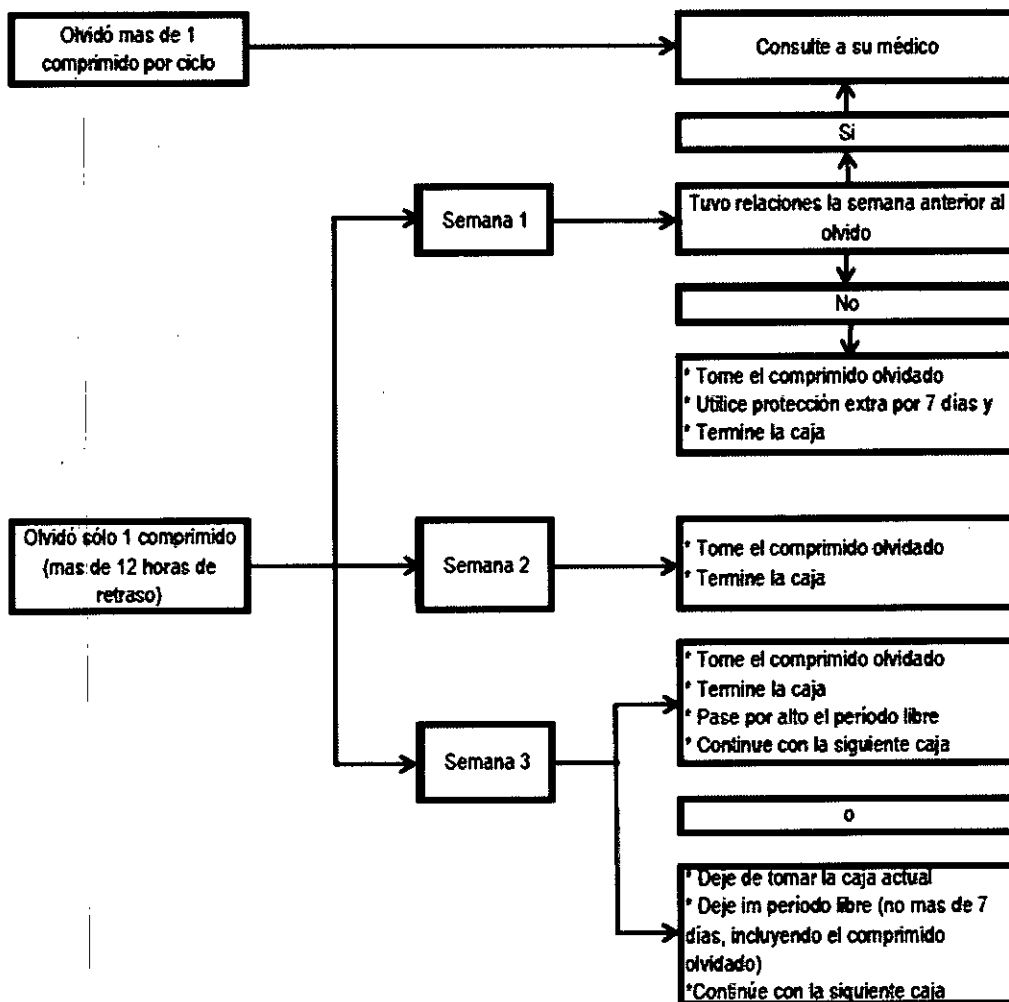 Olvidó mas de 1
comprimido por ciclo
Consulte a su médico
Si
Semana 1
Tuvo relaciones la semana anterior al
olvido
No
* Tome el comprimido olvidado
* Utilice protección extra por 7 días y
* Termine la caja
Olvidó sólo 1 comprimido
(mas de 12 horas de
retraso)
Semana 2
* Tome el comprimido olvidado
* Termine la caja
Semana 3
* Tome el comprimido olvidado
* Termine la caja
* Pase por alto el período libre
* Continue con la siguiente caja
o
* Deje de tomar la caja actual
* Deje im periodo libre (no mas de 7
días, incluyendo el comprimido
olvidado)
*Continúe con la siguiente caja